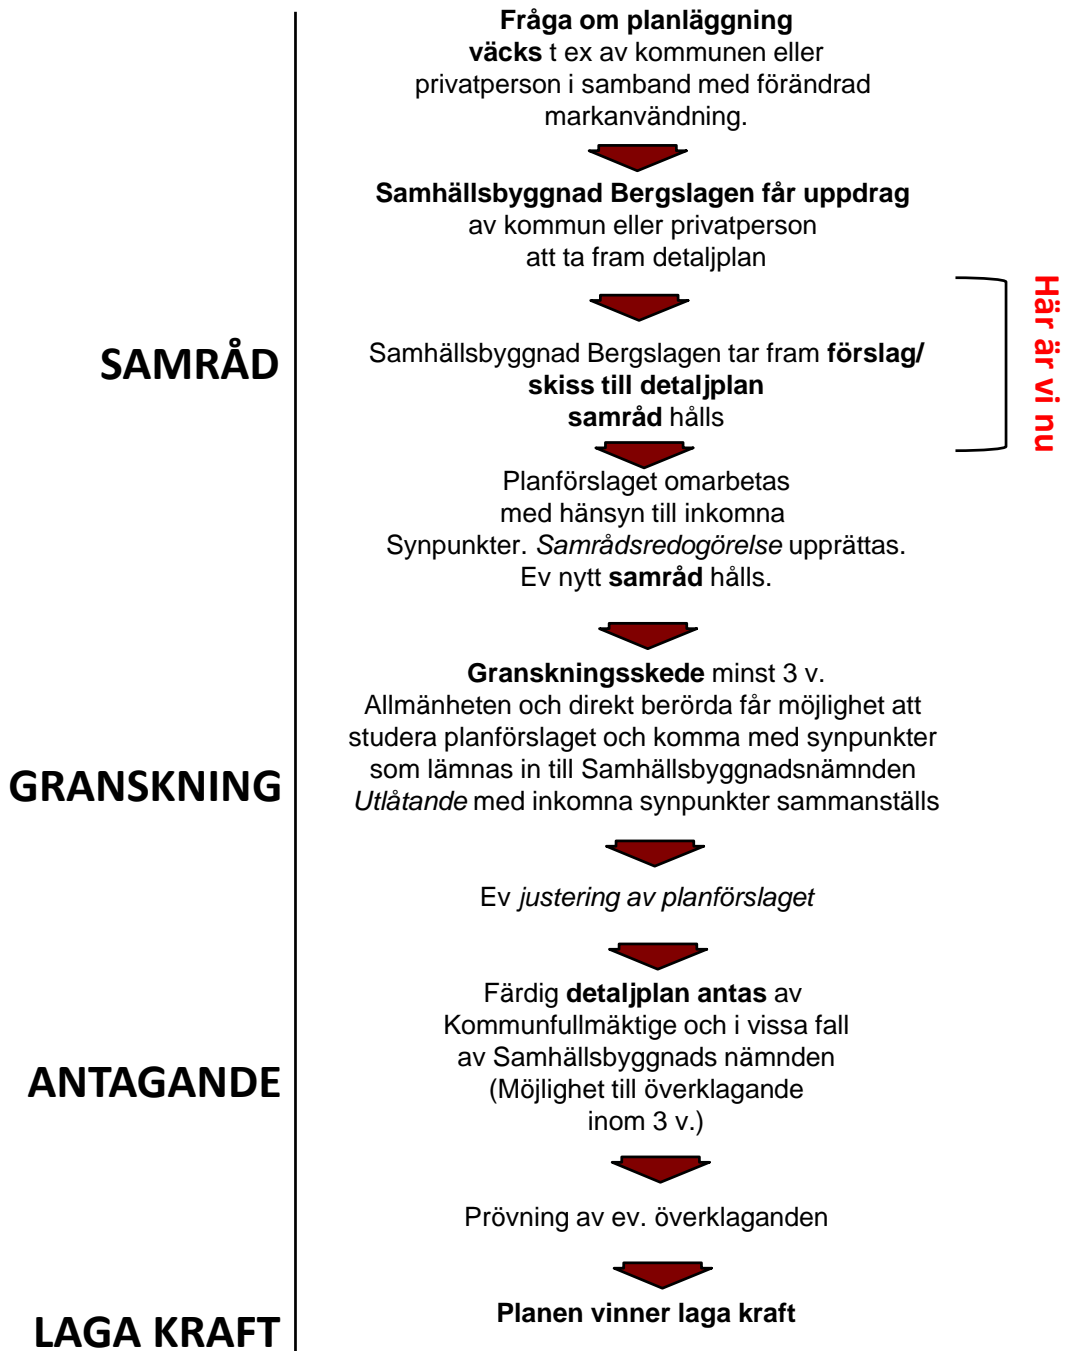 Fråga om planläggning
väcks t ex av kommunen eller
privatperson i samband med förändrad
markanvändning.
Samhällsbyggnad Bergslagen får uppdrag
av kommun eller privatperson
att ta fram detaljplan
Här är vi nu
SAMRÅD
Samhällsbyggnad Bergslagen tar fram förslag/
skiss till detaljplan
samråd hålls
Planförslaget omarbetas
med hänsyn till inkomna
Synpunkter. Samrådsredogörelse upprättas.
Ev nytt samråd hålls.
Granskningsskede minst 3 v.
Allmänheten och direkt berörda får möjlighet att
studera planförslaget och komma med synpunkter
som lämnas in till Samhällsbyggnadsnämnden
Utlåtande med inkomna synpunkter sammanställs
GRANSKNING
Ev justering av planförslaget
Färdig detaljplan antas av
Kommunfullmäktige och i vissa fall
av Samhällsbyggnads nämnden
(Möjlighet till överklagande
inom 3 v.)
ANTAGANDE
Prövning av ev. överklaganden
Planen vinner laga kraft
LAGA KRAFT